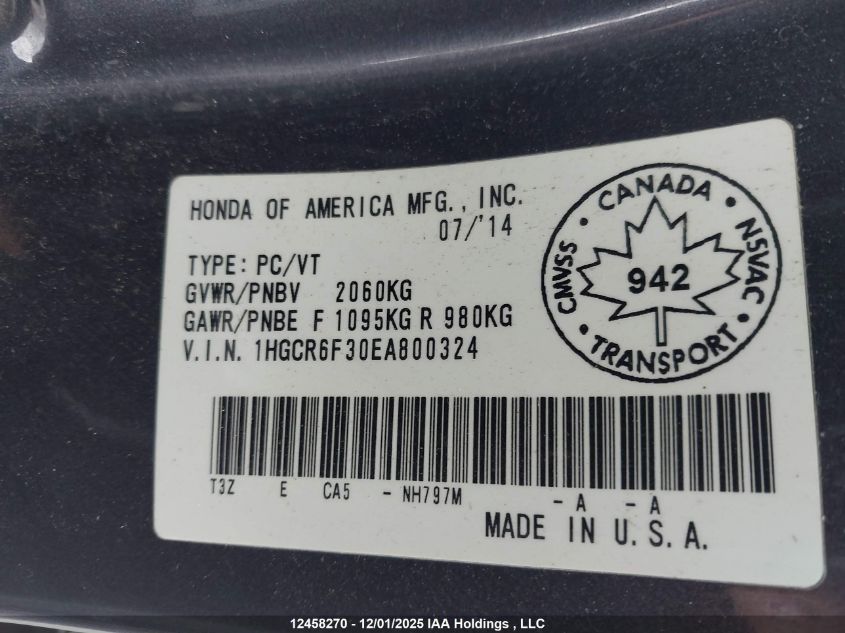 HONDA OF AMERICA MFG., INC.
07/'14
TYPE: PC/VT
GVWR/PNBV 2060KG
GAWR/PNBE F 1095KG R 980KG
V.I.N. 1HGCR6F30EA800324
CANADA
CMVSS
942
NSVAC
TRANSPORT
T3Z E CA5 - NH797M - A - A
MADE IN U.S.A.
12458270 - 12/01/2025 IAA Holdings , LLC